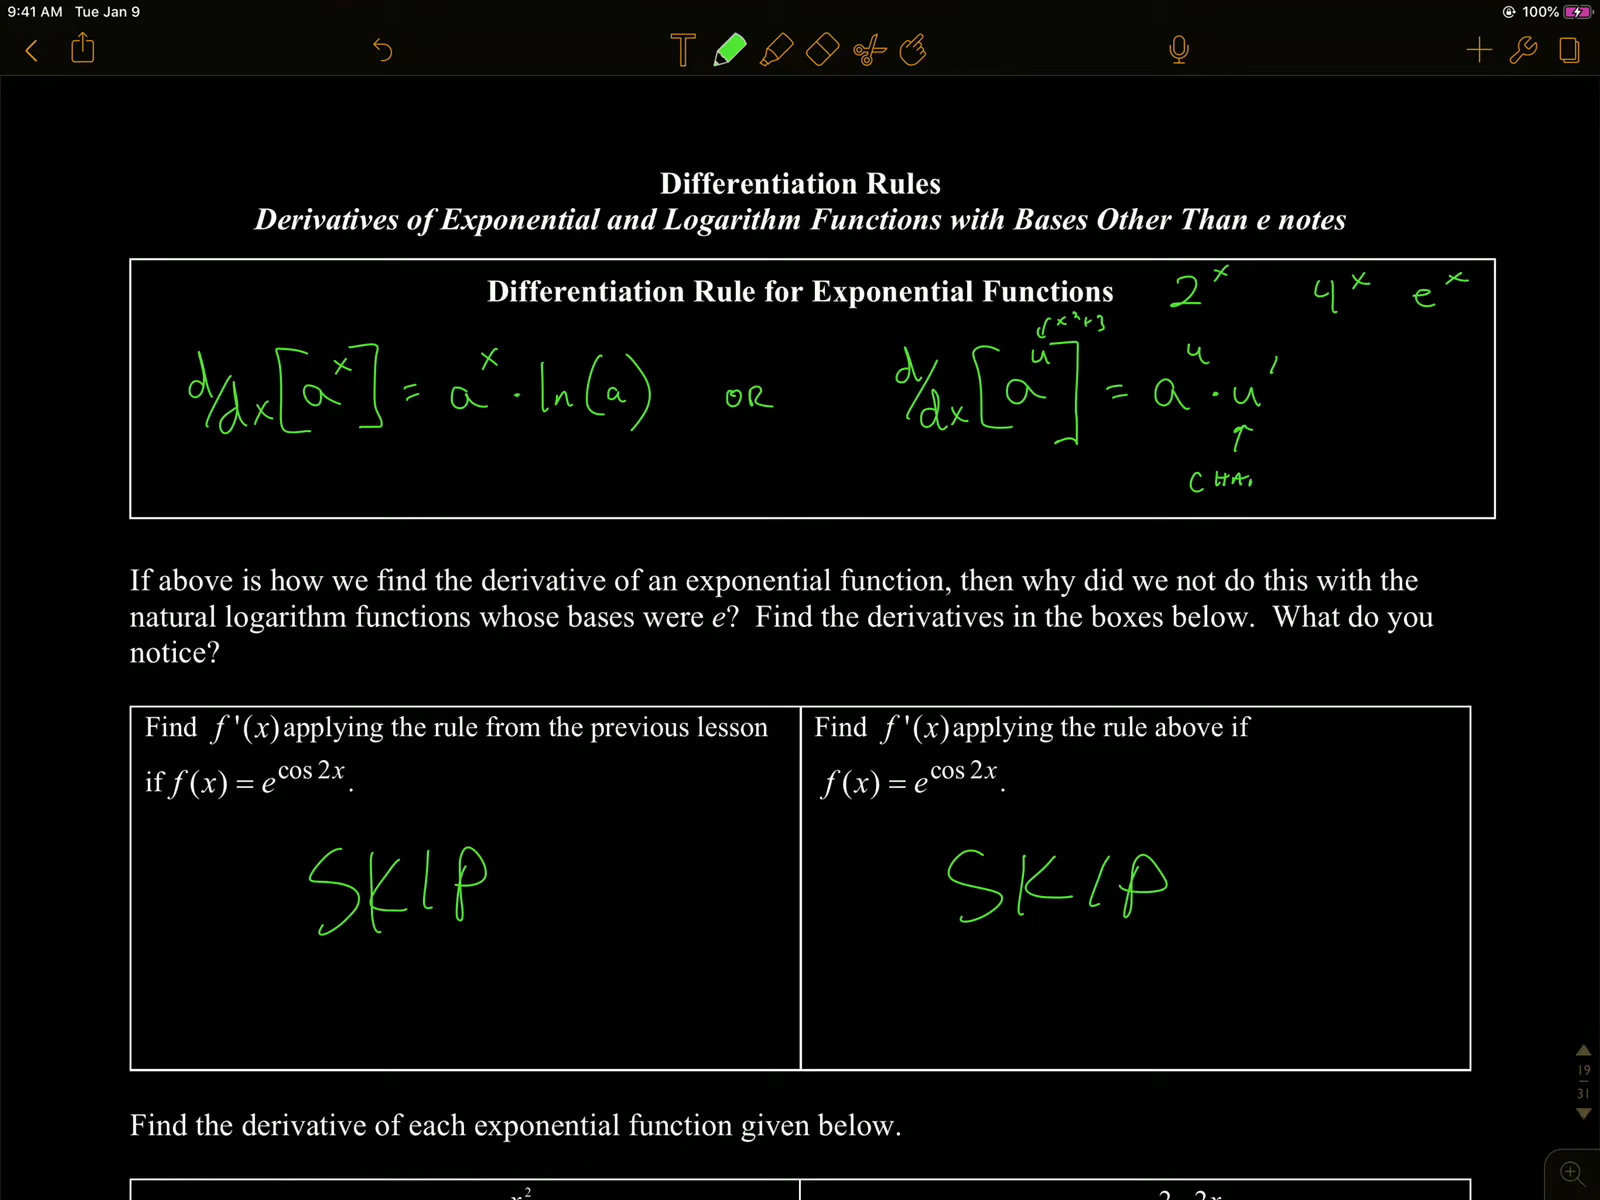 9:41 AM Tue Jan 9
100%
Differentiation Rules
Derivatives of Exponential and Logarithm Functions with Bases Other Than e notes
Differentiation Rule for Exponential Functions
2^x 4^x e^x
x²+3
d/dx[a^x] = a^x · ln(a) OR d/dx[a^u] = a^u · u'
CHA
If above is how we find the derivative of an exponential function, then why did we not do this with the
natural logarithm functions whose bases were e? Find the derivatives in the boxes below. What do you
notice?
Find f '(x) applying the rule from the previous lesson
if f(x) = e^cos 2x.
SKIP
Find f '(x) applying the rule above if
f(x) = e^cos 2x.
SKIP
19
31
Find the derivative of each exponential function given below.